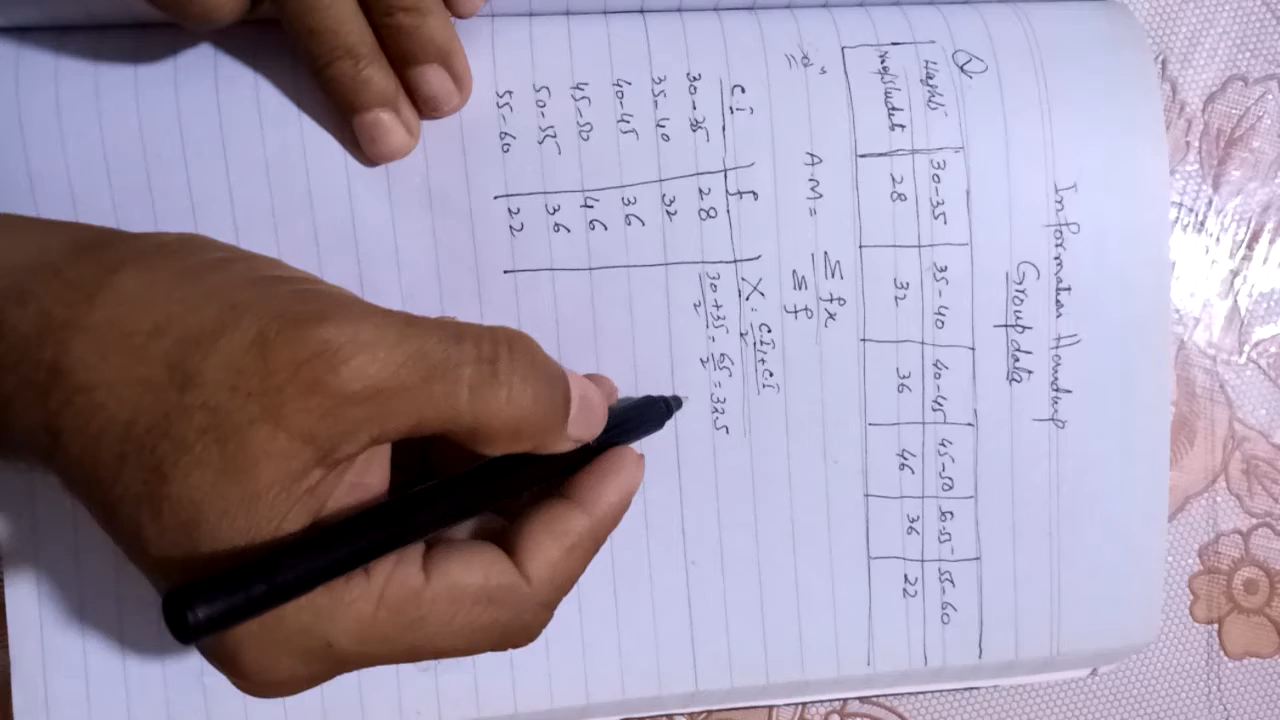 Group data
Q.
Heights 30-35 35-40 40-45 45-50 50-55 55-60
No of students 28 32 36 46 36 22
Solⁿ
A.M = Σfx
Σf
C.I f X = C.I₁+C.I
2
30-35 28 30+35/2 = 65/2 = 32.5
35-40 32
40-45 36
45-50 46
50-55 36
55-60 22